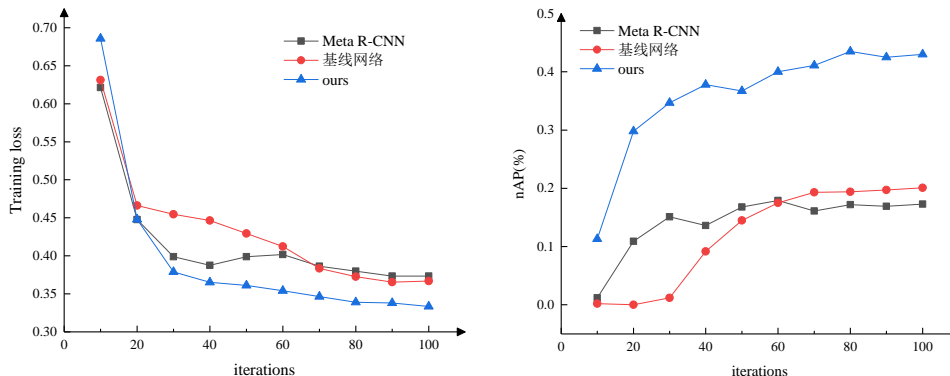 0.70
0.65
0.60
0.55
0.50
0.45
0.40
0.35
0.30
0
20
40
60
80
100
Training loss
iterations
Meta R-CNN
基线网络
ours
0.5
0.4
0.3
0.2
0.1
0.0
0
20
40
60
80
100
nAP(%)
iterations
Meta R-CNN
基线网络
ours